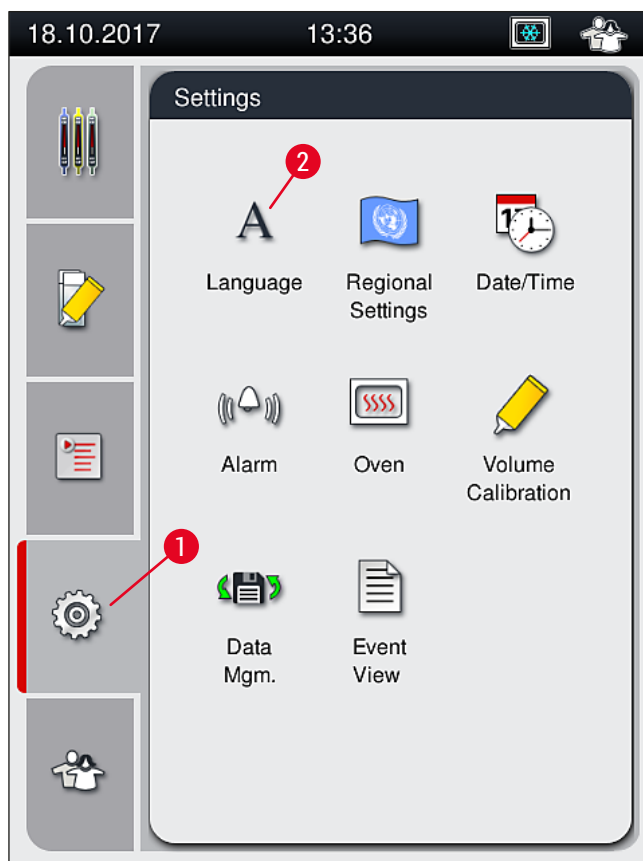 18.10.2017 13:36
Settings
2
A
17
Language Regional Settings Date/Time
Alarm Oven Volume Calibration
1
Data Mgm. Event View